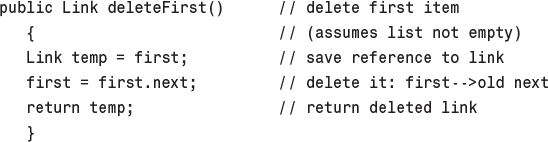 public Link deleteFirst()      // delete first item
   {                           // (assumes list not empty)
   Link temp = first;          // save reference to link
   first = first.next;         // delete it: first-->old next
   return temp;                // return deleted link
   }